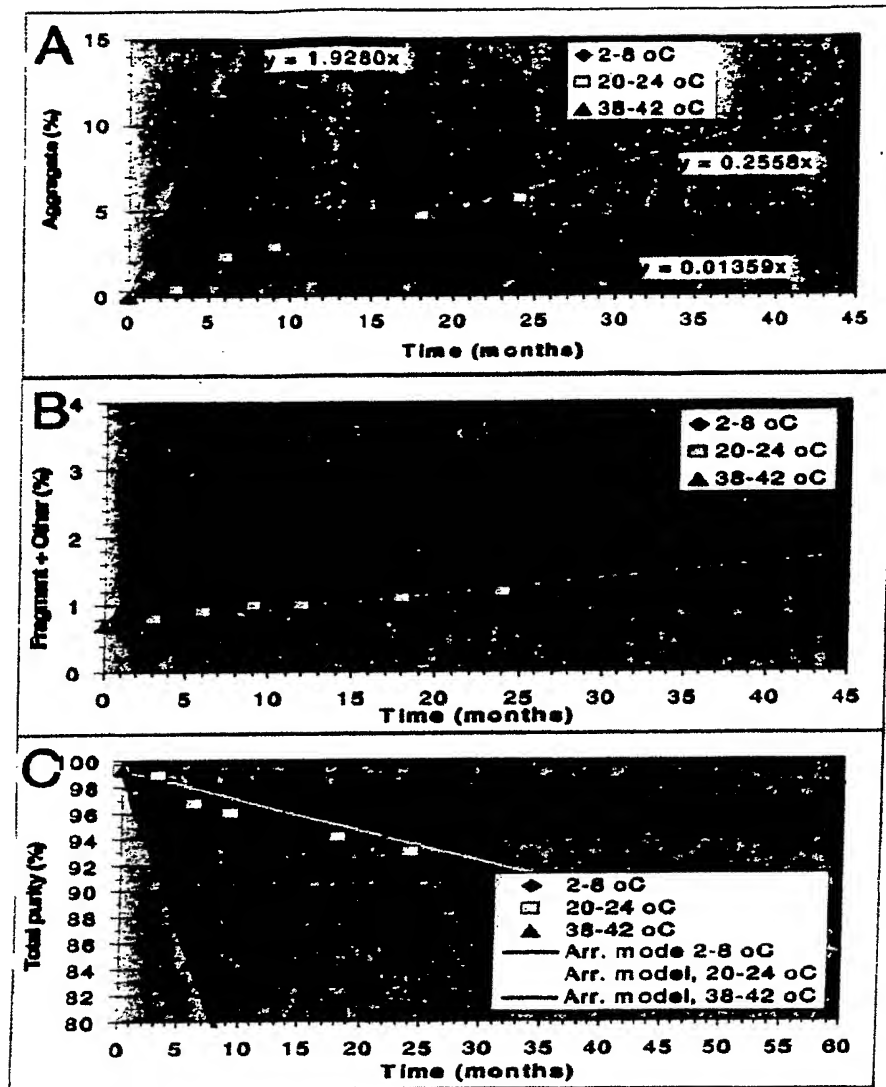 A
15
10
5
0
Aggregate (%)
y = 1.9280x
2-8 oC
20-24 oC
38-42 oC
y = 0.2558x
y = 0.01359x
0 5 10 15 20 25 30 35 40 45
Time (months)
B
4
3
2
1
0
Fragment + Other (%)
2-8 oC
20-24 oC
38-42 oC
0 5 10 15 20 25 30 35 40 45
Time (months)
C
100
98
96
94
92
90
88
86
84
82
80
Total purity (%)
2-8 oC
20-24 oC
38-42 oC
Arr. mode 2-8 oC
Arr. model, 20-24 oC
Arr. model, 38-42 oC
0 5 10 15 20 25 30 35 40 45 50 55 60
Time (months)